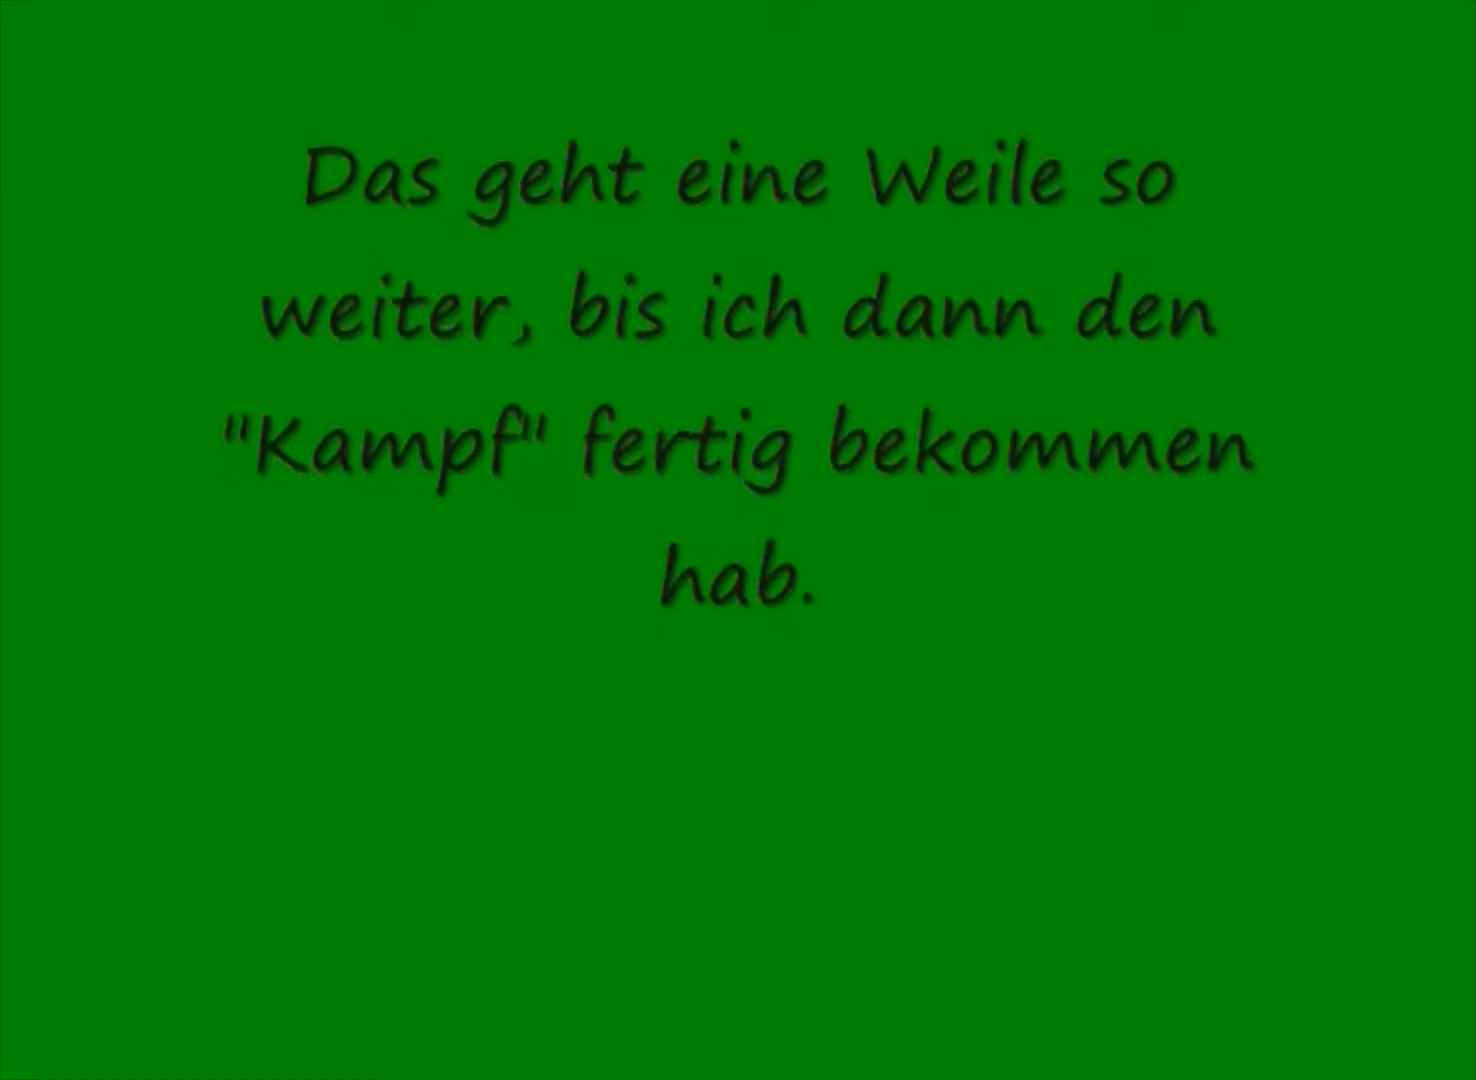 Das geht eine Weile so
weiter, bis ich dann den
"Kampf" fertig bekommen
hab.